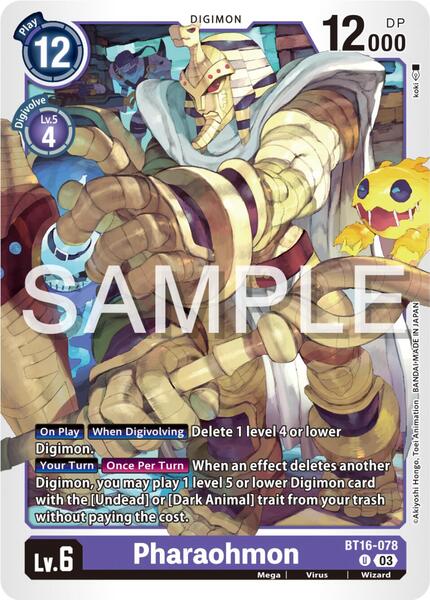 Play
12
DIGIMON
DP
12000
Digivolve
Lv.5
4
koki
SAMPLE
On Play When Digivolving Delete 1 level 4 or lower
Digimon.
Your Turn Once Per Turn When an effect deletes another
Digimon, you may play 1 level 5 or lower Digimon card
with the [Undead] or [Dark Animal] trait from your trash
without paying the cost.
©Akiyoshi Hongo, Toei Animation BANDAI・MADE IN JAPAN
Lv.6
Pharaohmon
BT16-078
U 03
Mega Virus Wizard